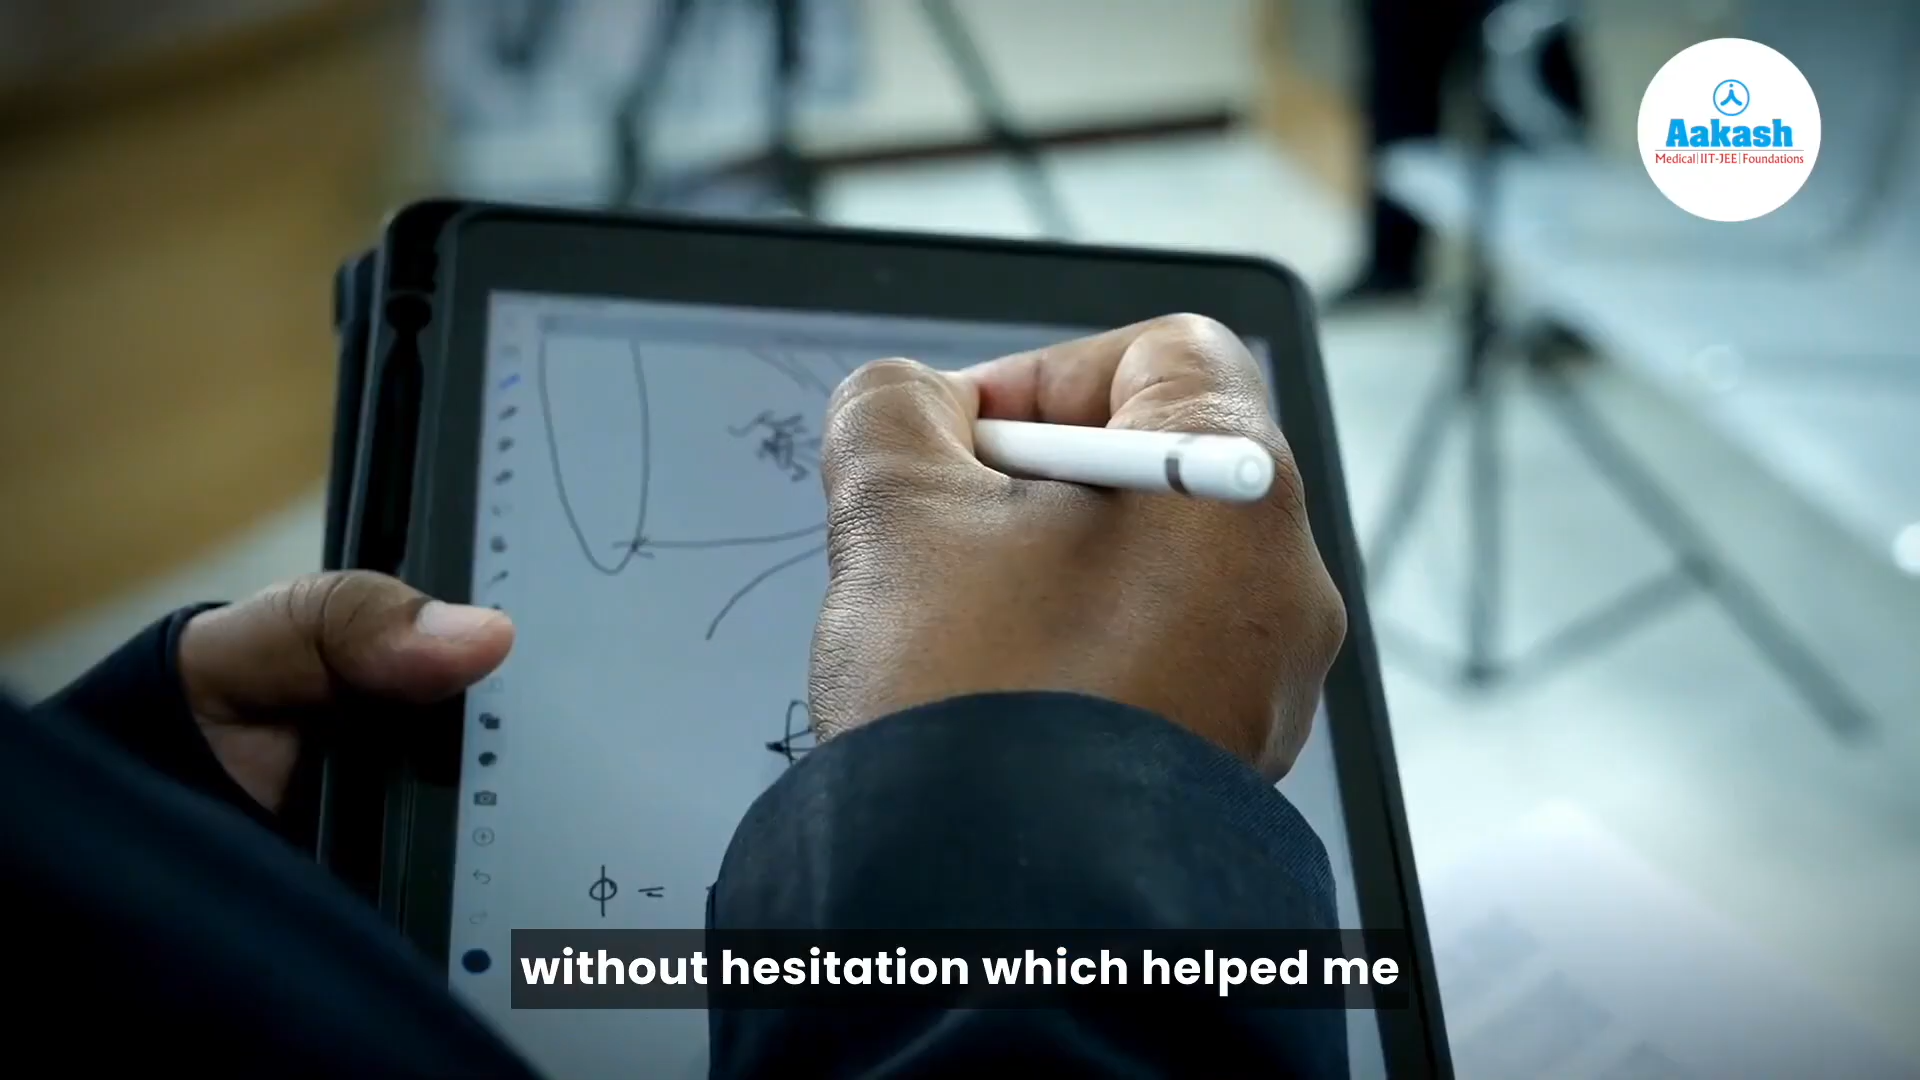 Aakash
Medical|IIT-JEE|Foundations
ϕ =
without hesitation which helped me